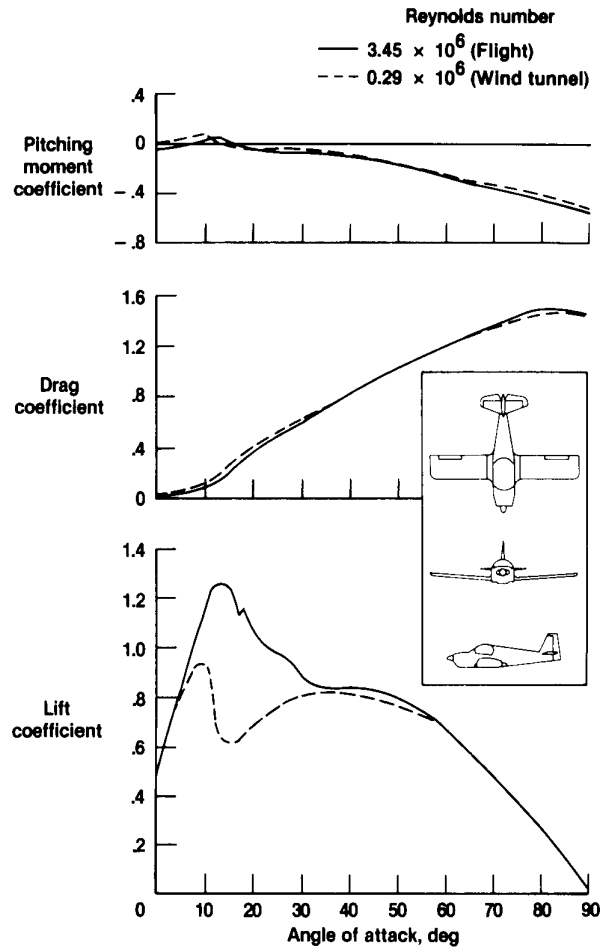 Reynolds number
3.45 × 10⁶ (Flight)
0.29 × 10⁶ (Wind tunnel)
.4
0
– .4
– .8
Pitching
moment
coefficient
1.6
1.2
.8
.4
0
Drag
coefficient
1.4
1.2
1.0
.8
.6
.4
.2
Lift
coefficient
0 10 20 30 40 50 60 70 80 90
Angle of attack, deg